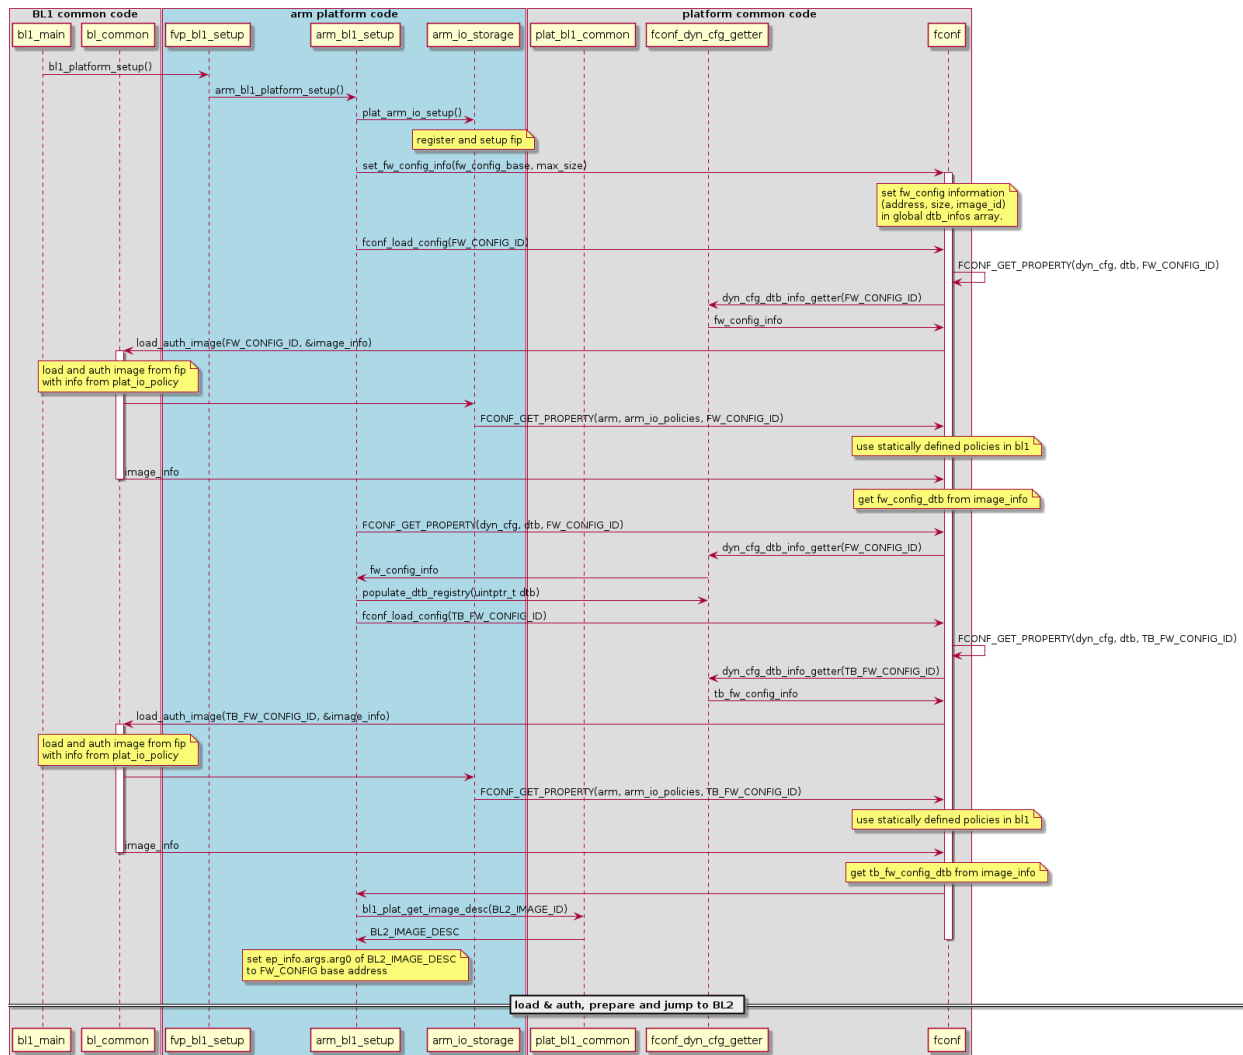 BL1 common code
arm platform code
platform common code
bl1_main
bl_common
fvp_bl1_setup
arm_bl1_setup
arm_io_storage
plat_bl1_common
fconf_dyn_cfg_getter
fconf
bl1_platform_setup()
arm_bl1_platform_setup()
plat_arm_io_setup()
register and setup fip
set_fw_config_info(fw_config_base, max_size)
set fw_config information
(address, size, image_id)
in global dtb_infos array.
fconf_load_config(FW_CONFIG_ID)
FCONF_GET_PROPERTY(dyn_cfg, dtb, FW_CONFIG_ID)
dyn_cfg_dtb_info_getter(FW_CONFIG_ID)
fw_config_info
load_auth_image(FW_CONFIG_ID, &image_info)
load and auth image from fip
with info from plat_io_policy
FCONF_GET_PROPERTY(arm, arm_io_policies, FW_CONFIG_ID)
use statically defined policies in bl1
image_info
get fw_config_dtb from image_info
FCONF_GET_PROPERTY(dyn_cfg, dtb, FW_CONFIG_ID)
dyn_cfg_dtb_info_getter(FW_CONFIG_ID)
fw_config_info
populate_dtb_registry(uintptr_t dtb)
fconf_load_config(TB_FW_CONFIG_ID)
FCONF_GET_PROPERTY(dyn_cfg, dtb, TB_FW_CONFIG_ID)
dyn_cfg_dtb_info_getter(TB_FW_CONFIG_ID)
tb_fw_config_info
load_auth_image(TB_FW_CONFIG_ID, &image_info)
load and auth image from fip
with info from plat_io_policy
FCONF_GET_PROPERTY(arm, arm_io_policies, TB_FW_CONFIG_ID)
use statically defined policies in bl1
image_info
get tb_fw_config_dtb from image_info
bl1_plat_get_image_desc(BL2_IMAGE_ID)
BL2_IMAGE_DESC
set ep_info.args.arg0 of BL2_IMAGE_DESC
to FW_CONFIG base address
load & auth, prepare and jump to BL2
bl1_main
bl_common
fvp_bl1_setup
arm_bl1_setup
arm_io_storage
plat_bl1_common
fconf_dyn_cfg_getter
fconf